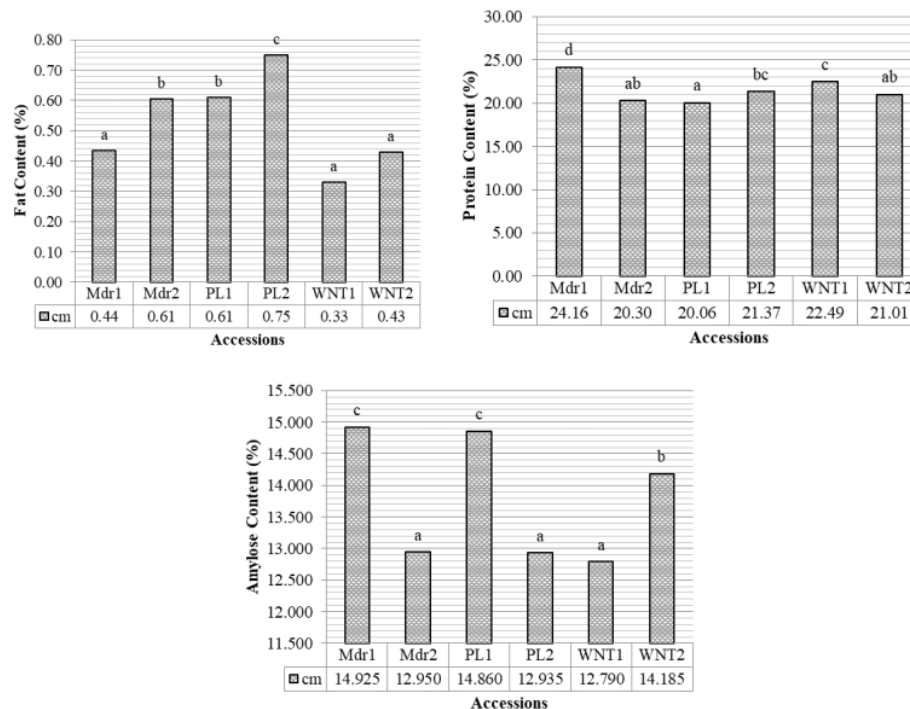 Fat Content (%)
0.80
0.70
0.60
0.50
0.40
0.30
0.20
0.10
0.00
a
b
b
c
a
a
Mdr1 Mdr2 PL1 PL2 WNT1 WNT2
cm 0.44 0.61 0.61 0.75 0.33 0.43
Accessions
Protein Content (%)
30.00
25.00
20.00
15.00
10.00
5.00
0.00
d
ab
a
bc
c
ab
Mdr1 Mdr2 PL1 PL2 WNT1 WNT2
cm 24.16 20.30 20.06 21.37 22.49 21.01
Accessions
Amylose Content (%)
15.500
15.000
14.500
14.000
13.500
13.000
12.500
12.000
11.500
c
a
c
a
a
b
Mdr1 Mdr2 PL1 PL2 WNT1 WNT2
cm 14.925 12.950 14.860 12.935 12.790 14.185
Accessions